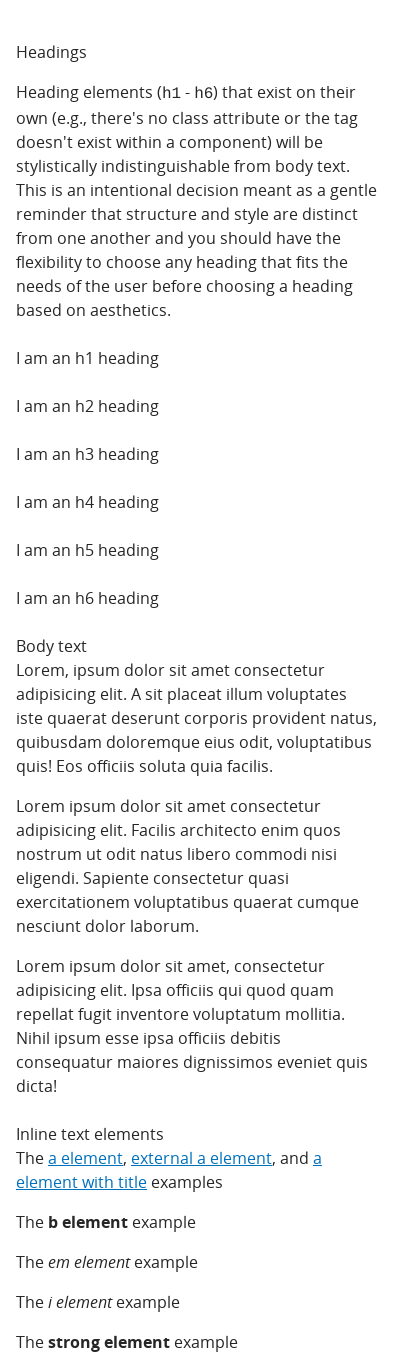 Headings
Heading elements (h1 - h6) that exist on their
own (e.g., there's no class attribute or the tag
doesn't exist within a component) will be
stylistically indistinguishable from body text.
This is an intentional decision meant as a gentle
reminder that structure and style are distinct
from one another and you should have the
flexibility to choose any heading that fits the
needs of the user before choosing a heading
based on aesthetics.
I am an h1 heading
I am an h2 heading
I am an h3 heading
I am an h4 heading
I am an h5 heading
I am an h6 heading
Body text
Lorem, ipsum dolor sit amet consectetur
adipisicing elit. A sit placeat illum voluptates
iste quaerat deserunt corporis provident natus,
quibusdam doloremque eius odit, voluptatibus
quis! Eos officiis soluta quia facilis.
Lorem ipsum dolor sit amet consectetur
adipisicing elit. Facilis architecto enim quos
nostrum ut odit natus libero commodi nisi
eligendi. Sapiente consectetur quasi
exercitationem voluptatibus quaerat cumque
nesciunt dolor laborum.
Lorem ipsum dolor sit amet, consectetur
adipisicing elit. Ipsa officiis qui quod quam
repellat fugit inventore voluptatum mollitia.
Nihil ipsum esse ipsa officiis debitis
consequatur maiores dignissimos eveniet quis
dicta!
Inline text elements
The a element, external a element, and a
element with title examples
The b element example
The em element example
The i element example
The strong element example